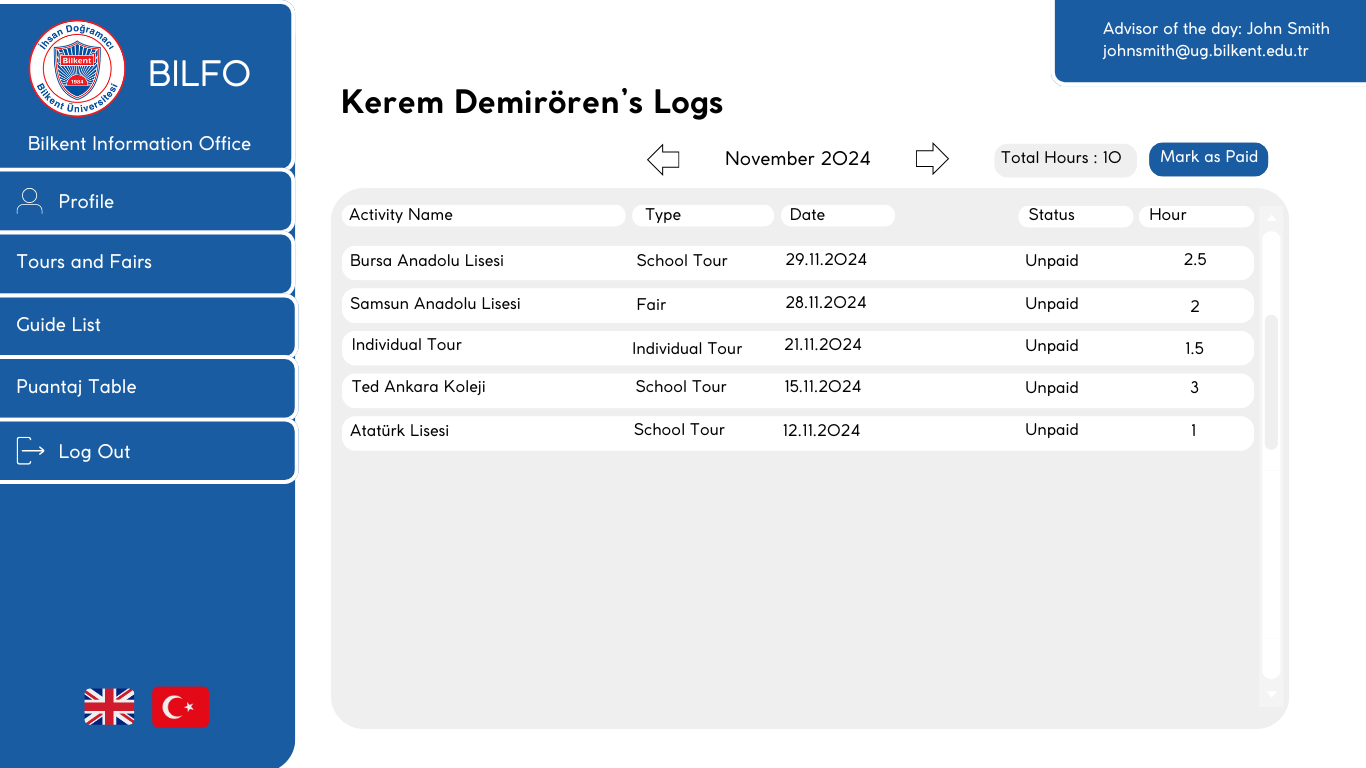 İhsan Doğramacı
Bilkent
1984
Bilkent Üniversitesi
BILFO
Bilkent Information Office
Profile
Tours and Fairs
Guide List
Puantaj Table
Log Out
Advisor of the day: John Smith
johnsmith@ug.bilkent.edu.tr
Kerem Demirören's Logs
November 2024
Total Hours : 10
Mark as Paid
Activity Name Type Date Status Hour
Bursa Anadolu Lisesi School Tour 29.11.2024 Unpaid 2.5
Samsun Anadolu Lisesi Fair 28.11.2024 Unpaid 2
Individual Tour Individual Tour 21.11.2024 Unpaid 1.5
Ted Ankara Koleji School Tour 15.11.2024 Unpaid 3
Atatürk Lisesi School Tour 12.11.2024 Unpaid 1